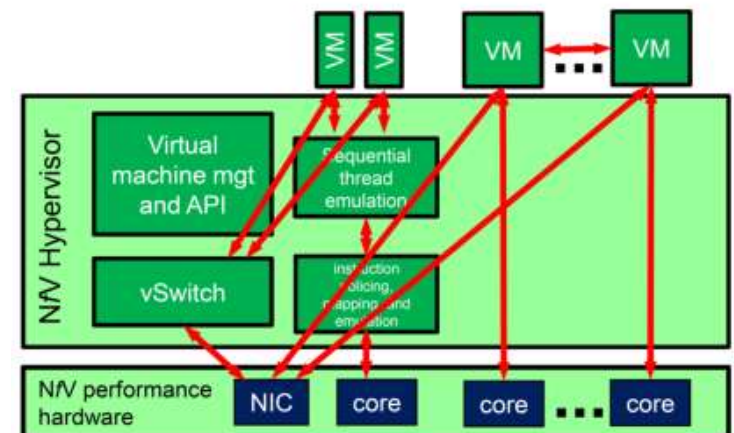 VM
VM
VM
VM
NfV Hypervisor
Virtual
machine mgt
and API
Sequential
thread
emulation
vSwitch
instruction
splicing,
mapping, and
emulation
NfV performance
hardware
NIC
core
core
core